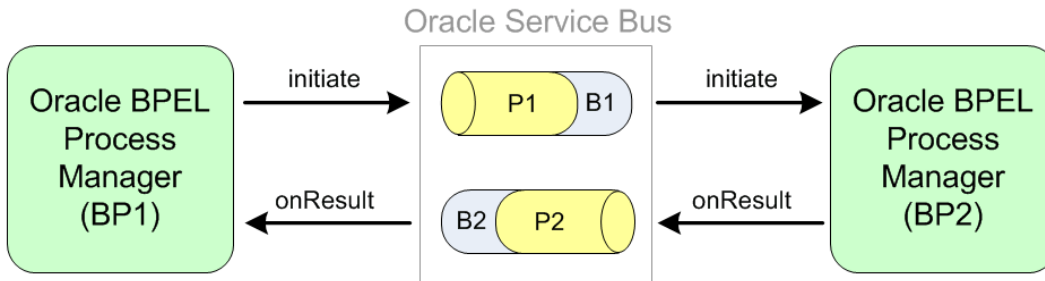 Oracle Service Bus
Oracle BPEL
Process
Manager
(BP1)
initiate
P1
B1
initiate
onResult
B2
P2
onResult
Oracle BPEL
Process
Manager
(BP2)